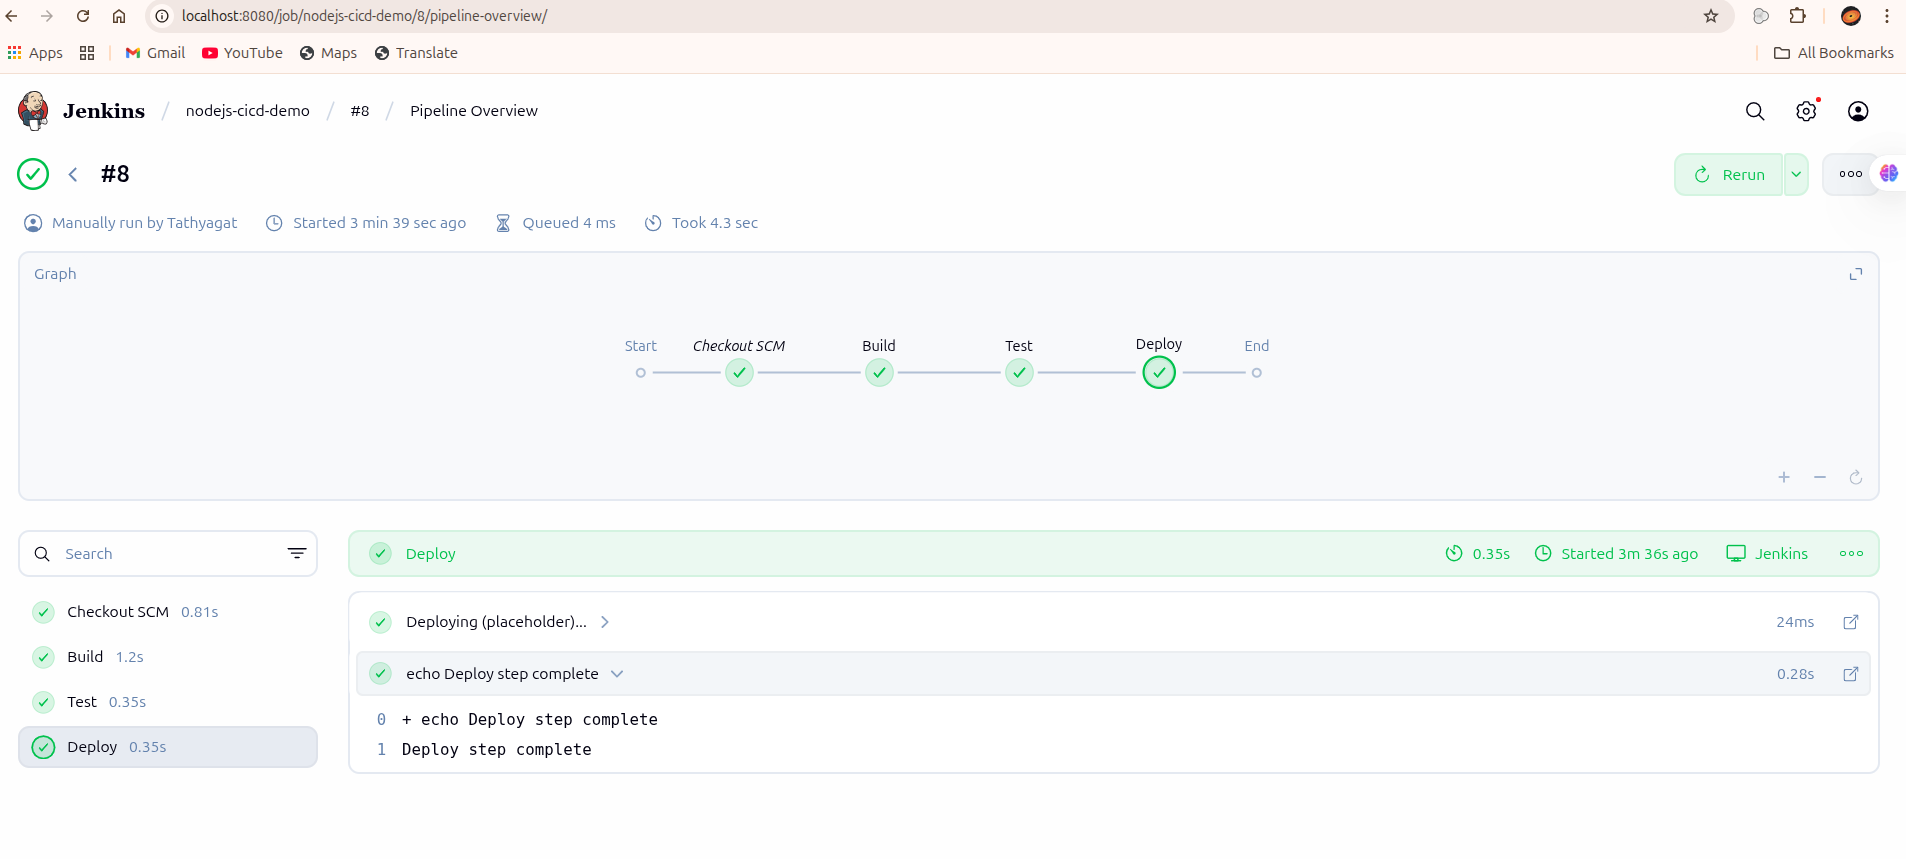 localhost:8080/job/nodejs-cicd-demo/8/pipeline-overview/
Apps Gmail YouTube Maps Translate All Bookmarks
Jenkins / nodejs-cicd-demo / #8 / Pipeline Overview
#8
Rerun
Manually run by Tathyagat Started 3 min 39 sec ago Queued 4 ms Took 4.3 sec
Graph
Start Checkout SCM Build Test Deploy End
Search
Checkout SCM 0.81s
Build 1.2s
Test 0.35s
Deploy 0.35s
Deploy 0.35s Started 3m 36s ago Jenkins
Deploying (placeholder)... 24ms
echo Deploy step complete 0.28s
0 + echo Deploy step complete
1 Deploy step complete